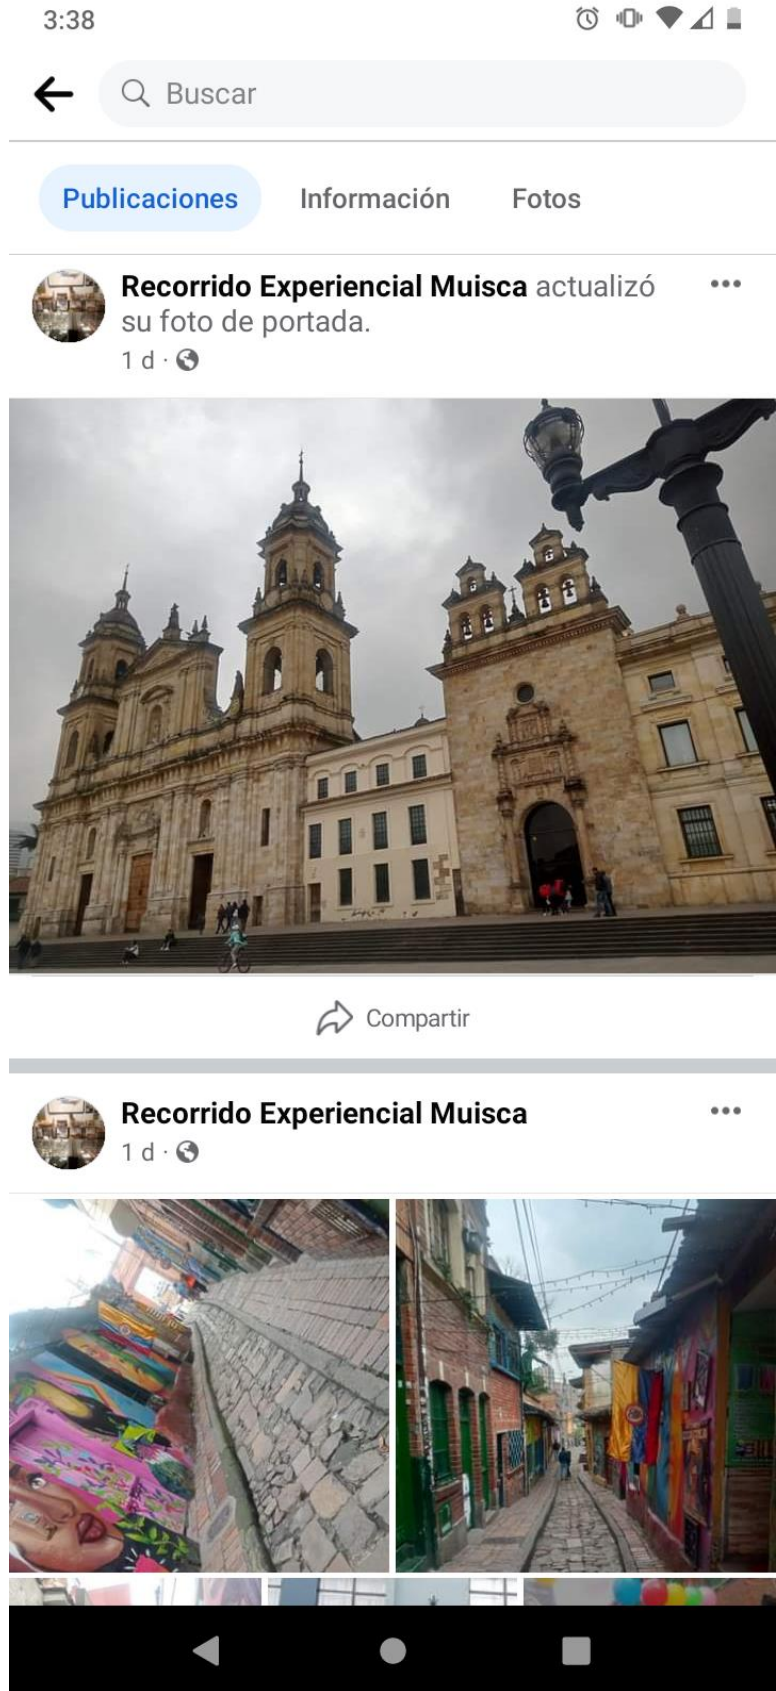 3:38
Buscar
Publicaciones Información Fotos
Recorrido Experiencial Muisca actualizó
su foto de portada.
1 d ·
Compartir
Recorrido Experiencial Muisca
1 d ·